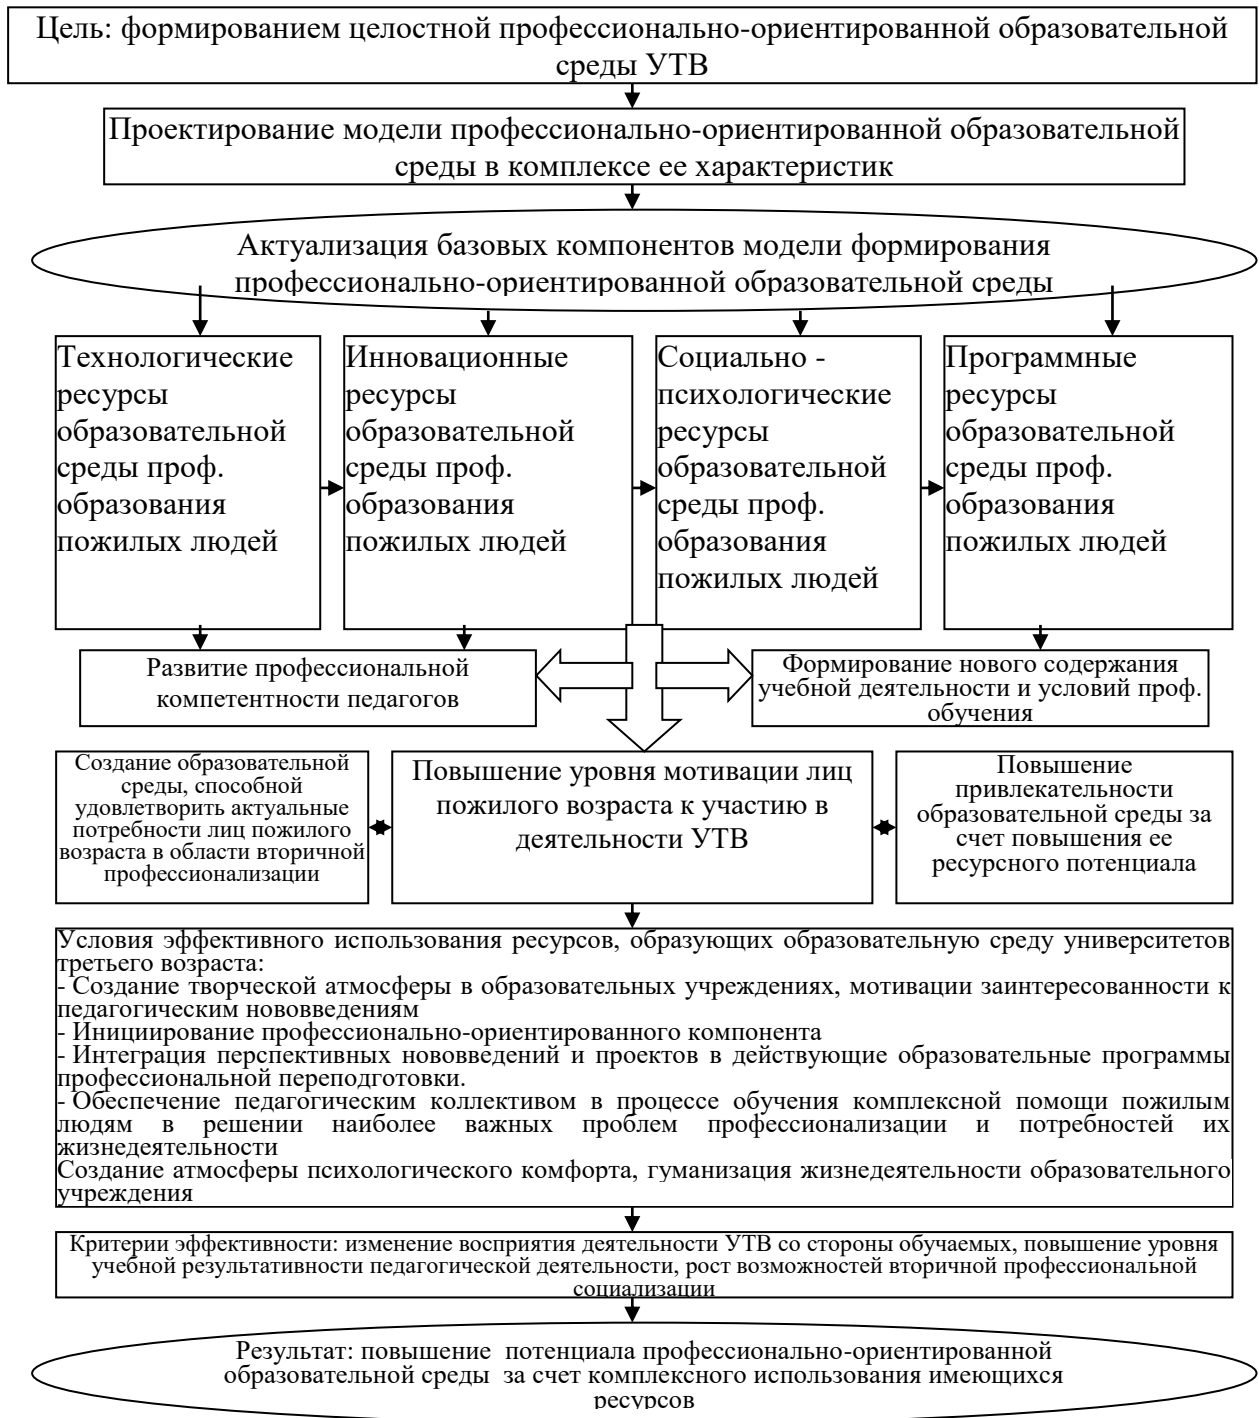 Цель: формированием целостной профессионально-ориентированной образовательной
среды УТВ
Проектирование модели профессионально-ориентированной образовательной
среды в комплексе ее характеристик
Актуализация базовых компонентов модели формирования
профессионально-ориентированной образовательной среды
Технологические
ресурсы
образовательной
среды проф.
образования
пожилых людей
Инновационные
ресурсы
образовательной
среды проф.
образования
пожилых людей
Социально -
психологические
ресурсы
образовательной
среды проф.
образования
пожилых людей
Программные
ресурсы
образовательной
среды проф.
образования
пожилых людей
Развитие профессиональной
компетентности педагогов
Формирование нового содержания
учебной деятельности и условий проф.
обучения
Создание образовательной
среды, способной
удовлетворить актуальные
потребности лиц пожилого
возраста в области вторичной
профессионализации
Повышение уровня мотивации лиц
пожилого возраста к участию в
деятельности УТВ
Повышение
привлекательности
образовательной среды за
счет повышения ее
ресурсного потенциала
Условия эффективного использования ресурсов, образующих образовательную среду университетов
третьего возраста:
- Создание творческой атмосферы в образовательных учреждениях, мотивации заинтересованности к
педагогическим нововведениям
- Инициирование профессионально-ориентированного компонента
- Интеграция перспективных нововведений и проектов в действующие образовательные программы
профессиональной переподготовки.
- Обеспечение педагогическим коллективом в процессе обучения комплексной помощи пожилым
людям в решении наиболее важных проблем профессионализации и потребностей их
жизнедеятельности
Создание атмосферы психологического комфорта, гуманизация жизнедеятельности образовательного
учреждения
Критерии эффективности: изменение восприятия деятельности УТВ со стороны обучаемых, повышение уровня
учебной результативности педагогической деятельности, рост возможностей вторичной профессиональной
социализации
Результат: повышение потенциала профессионально-ориентированной
образовательной среды за счет комплексного использования имеющихся
ресурсов